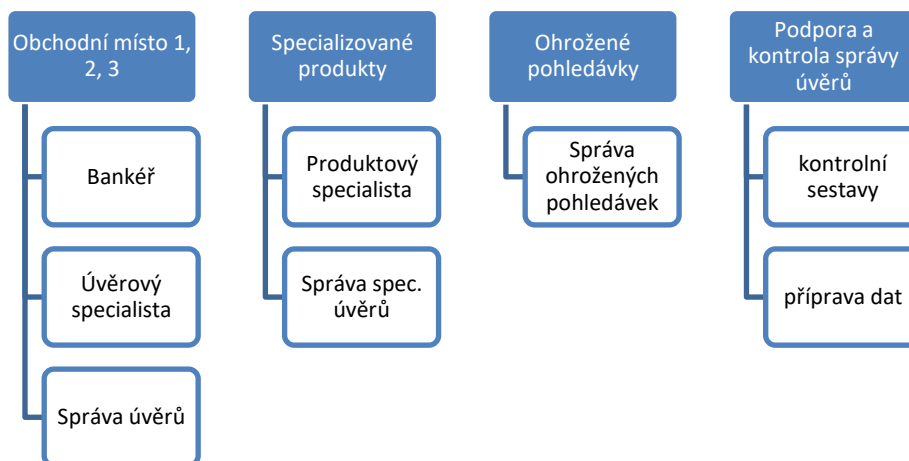 Obchodní místo 1,
2, 3
Bankéř
Úvěrový
specialista
Správa úvěrů
Specializované
produkty
Produktový
specialista
Správa spec.
úvěrů
Ohrožené
pohledávky
Správa
ohrožených
pohledávek
Podpora a
kontrola správy
úvěrů
kontrolní
sestavy
příprava dat